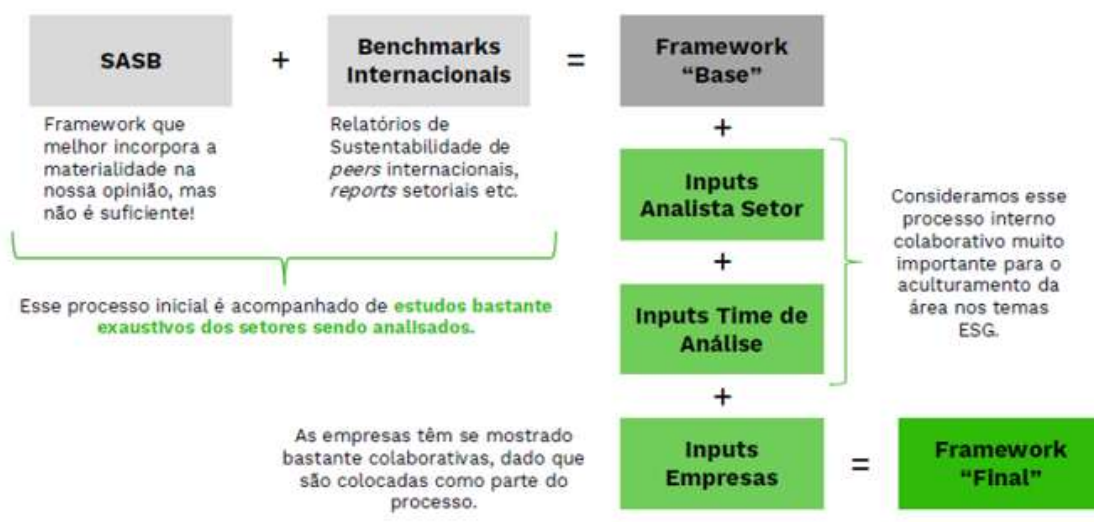 SASB
+
Benchmarks
Internacionais
=
Framework
“Base”
Framework que
melhor incorpora a
materialidade na
nossa opinião, mas
não é suficiente!
Relatórios de
Sustentabilidade de
peers internacionais,
reports setoriais etc.
+
Inputs
Analista Setor
+
Inputs Time de
Análise
Consideramos esse
processo interno
colaborativo muito
importante para o
aculturamento da
área nos temas
ESG.
Esse processo inicial é acompanhado de estudos bastante
exaustivos dos setores sendo analisados.
+
As empresas têm se mostrado
bastante colaborativas, dado que
são colocadas como parte do
processo.
Inputs
Empresas
=
Framework
“Final”